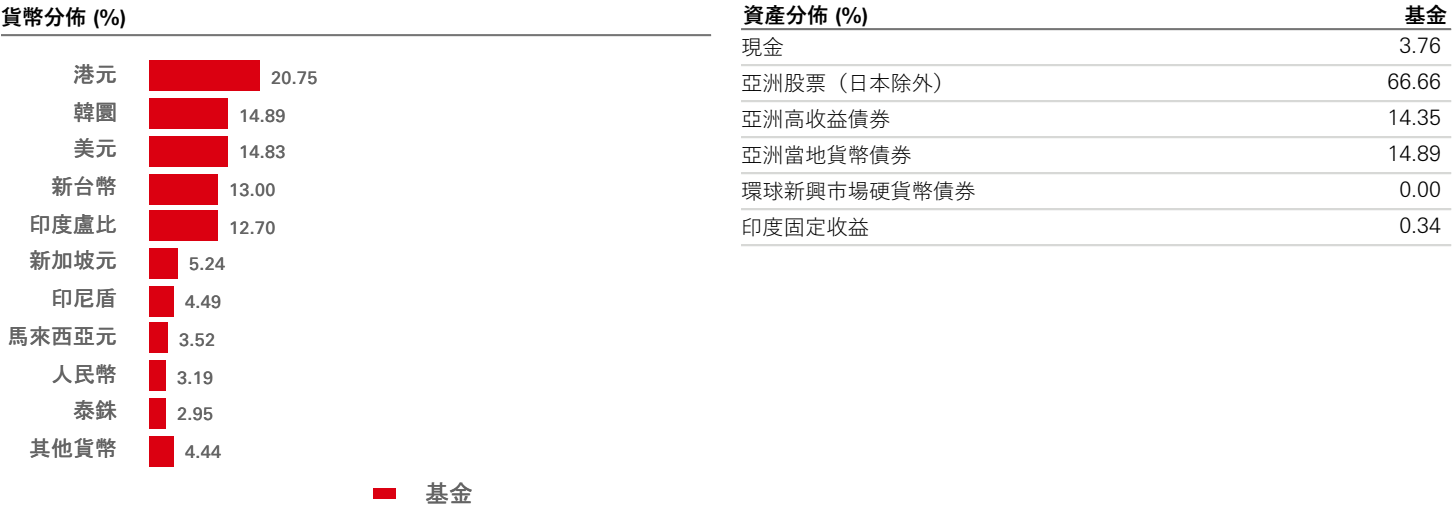 貨幣分佈 (%)
港元 20.75
韓圜 14.89
美元 14.83
新台幣 13.00
印度盧比 12.70
新加坡元 5.24
印尼盾 4.49
馬來西亞元 3.52
人民幣 3.19
泰銖 2.95
其他貨幣 4.44
基金
資產分佈 (%) 基金
現金 3.76
亞洲股票（日本除外） 66.66
亞洲高收益債券 14.35
亞洲當地貨幣債券 14.89
環球新興市場硬貨幣債券 0.00
印度固定收益 0.34